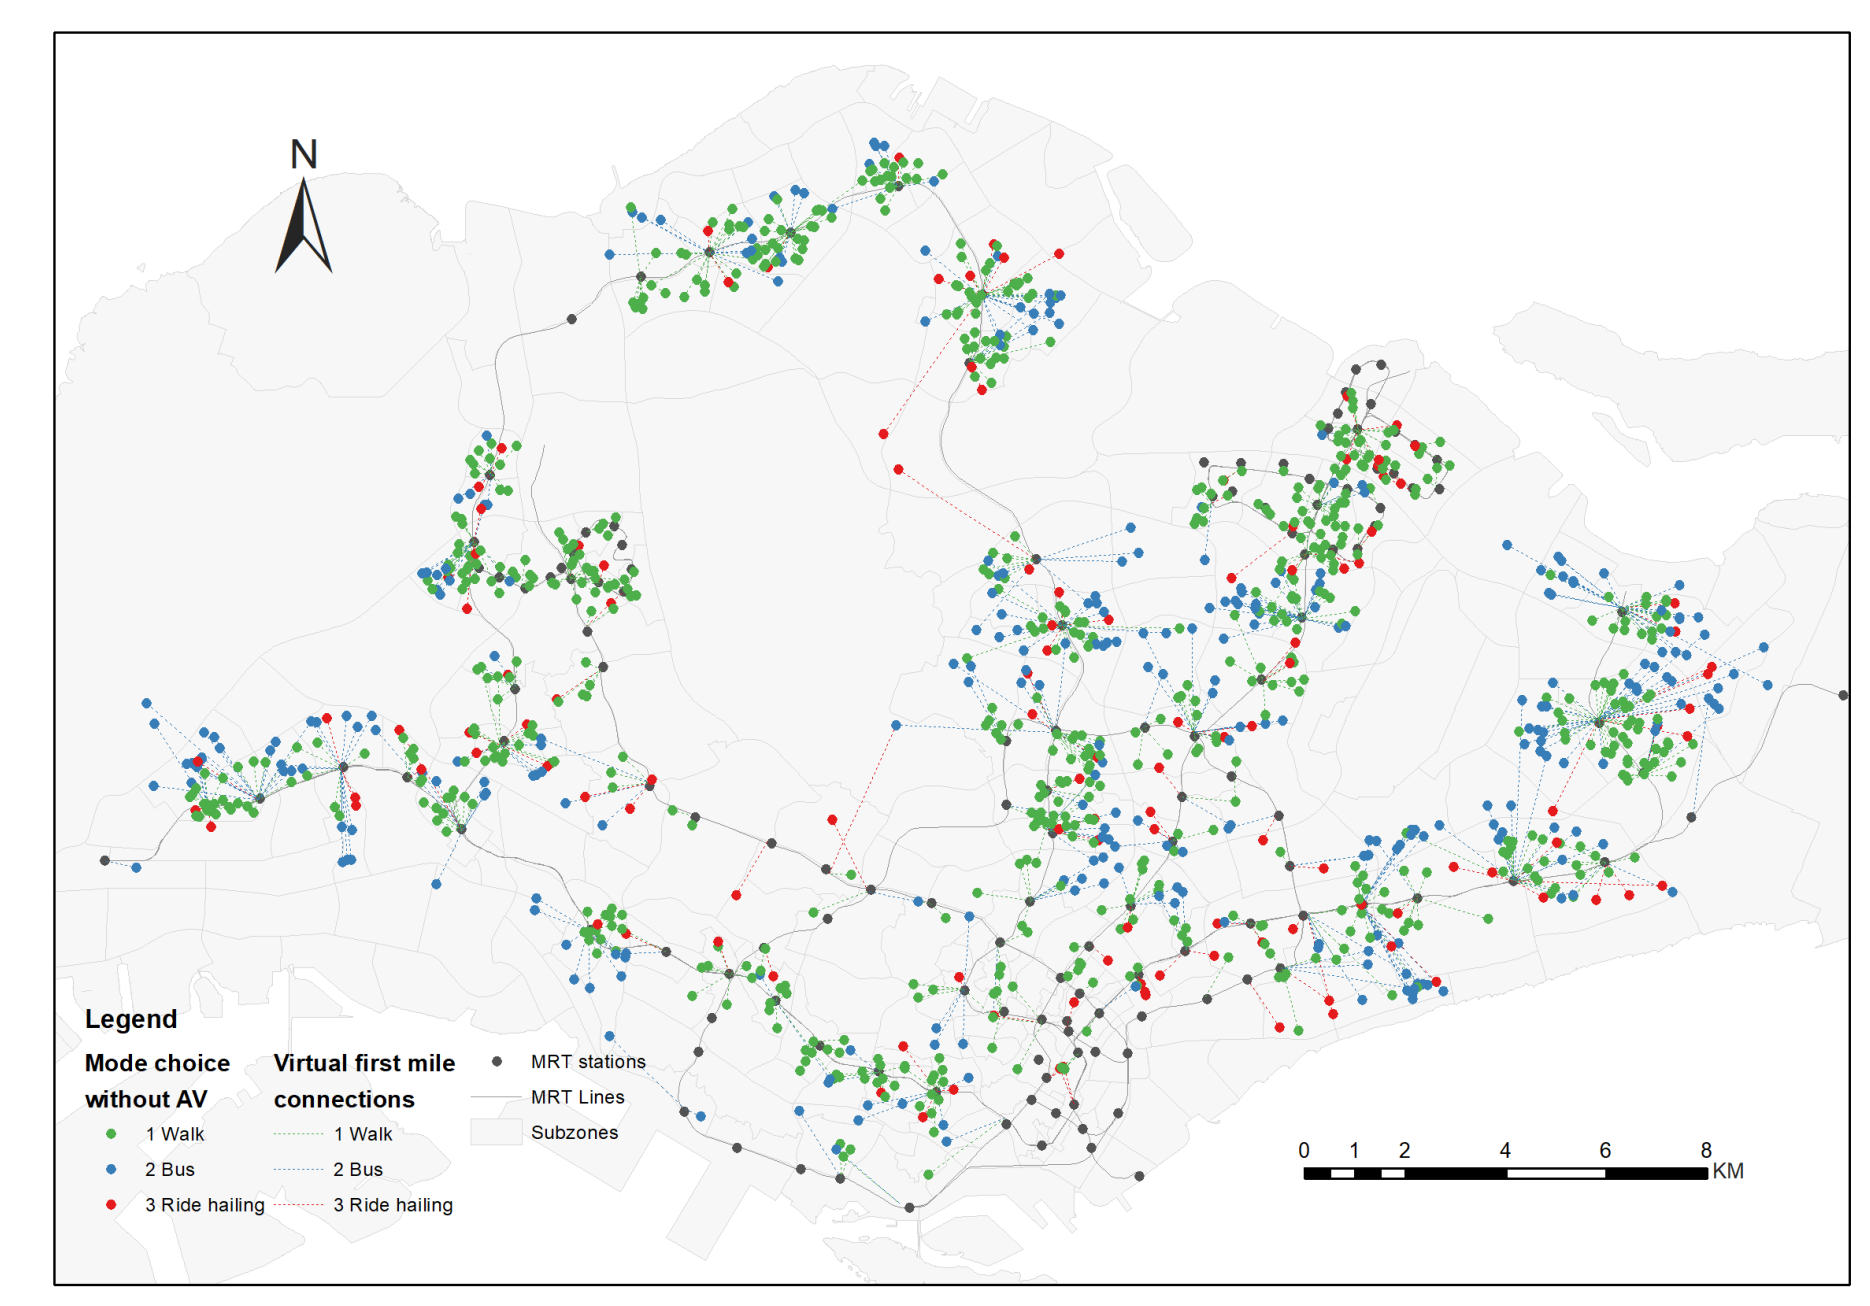 N
Legend
Mode choice without AV
1 Walk
2 Bus
3 Ride hailing
Virtual first mile connections
1 Walk
2 Bus
3 Ride hailing
MRT stations
MRT Lines
Subzones
0 1 2 4 6 8 KM